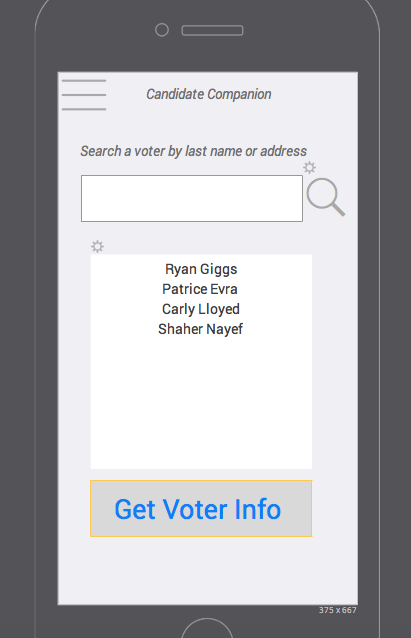 Candidate Companion
Search a voter by last name or address
Ryan Giggs
Patrice Evra
Carly Lloyed
Shaher Nayef
Get Voter Info
375 x 667